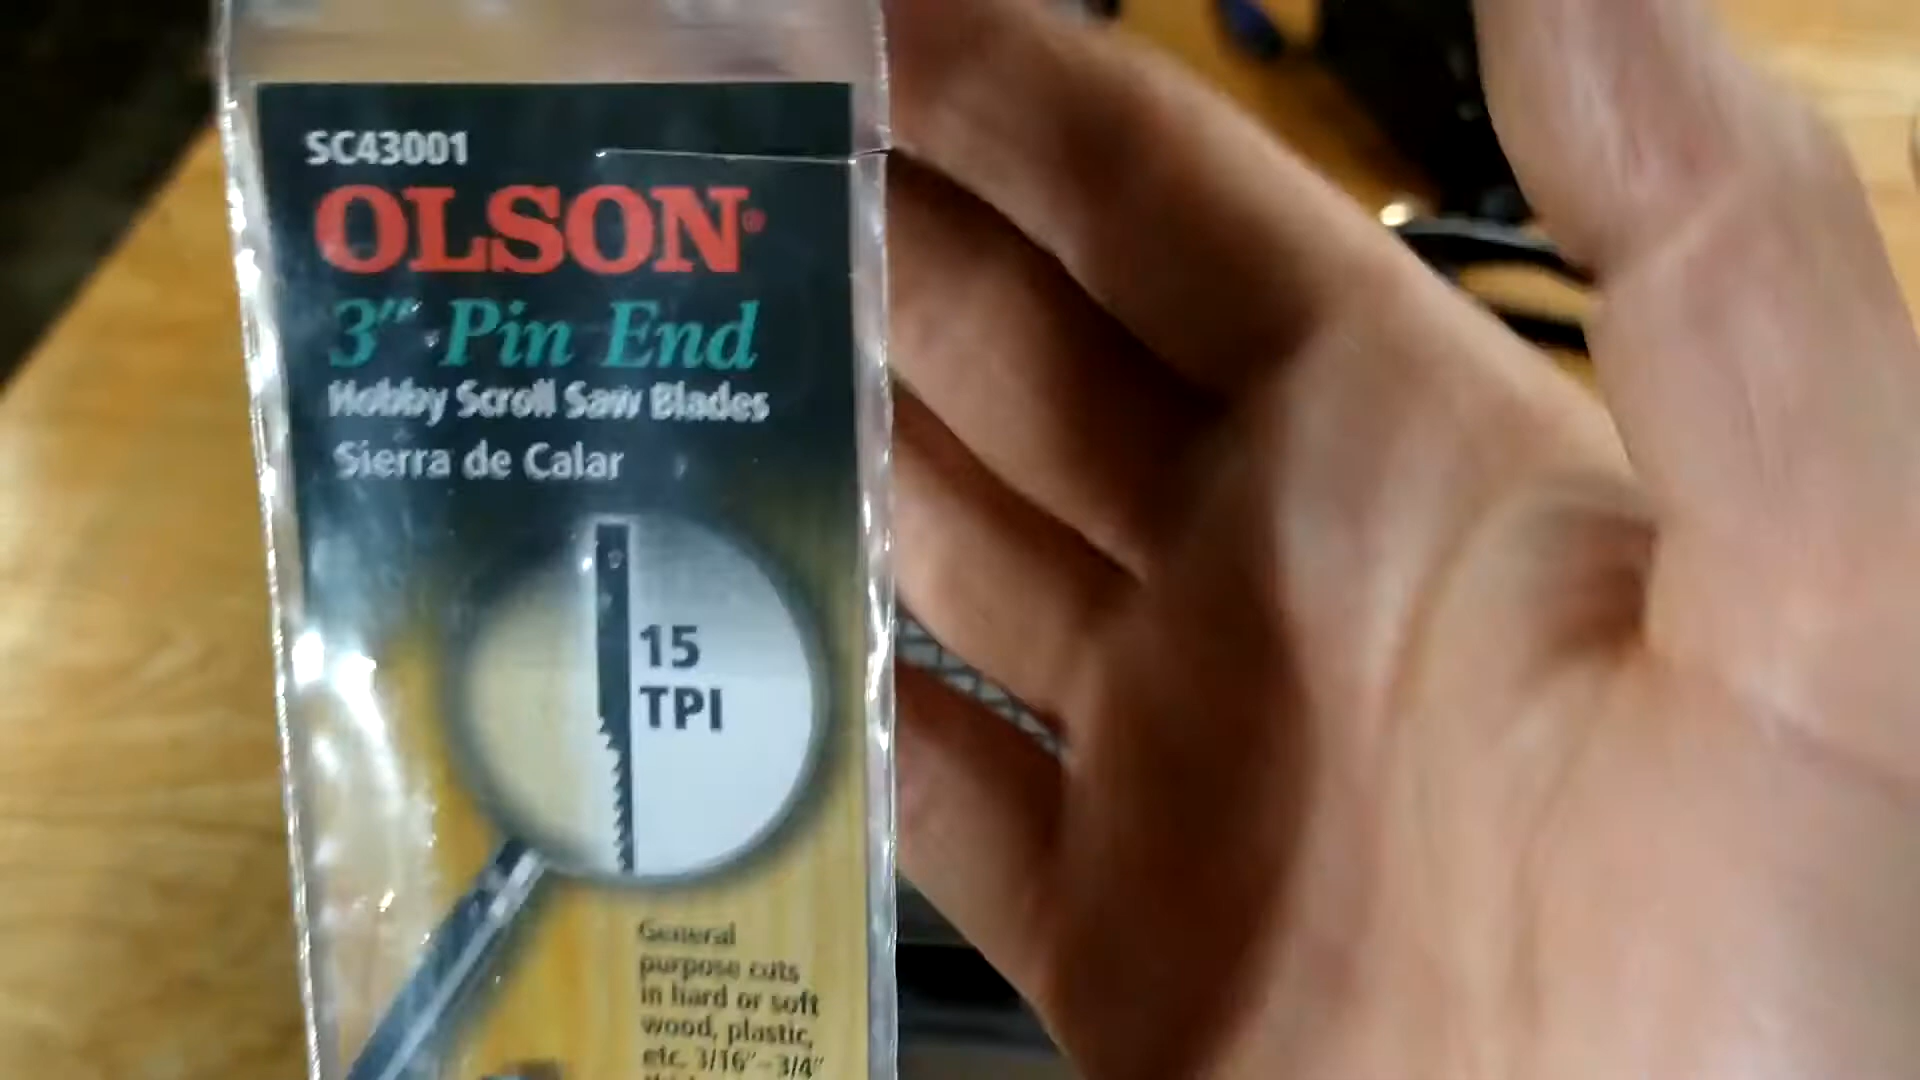 SC43001
OLSON®
3" Pin End
Hobby Scroll Saw Blades
Sierra de Calar
15
TPI
General
purpose cuts
in hard or soft
wood, plastic,
etc. 3/16"-3/4"